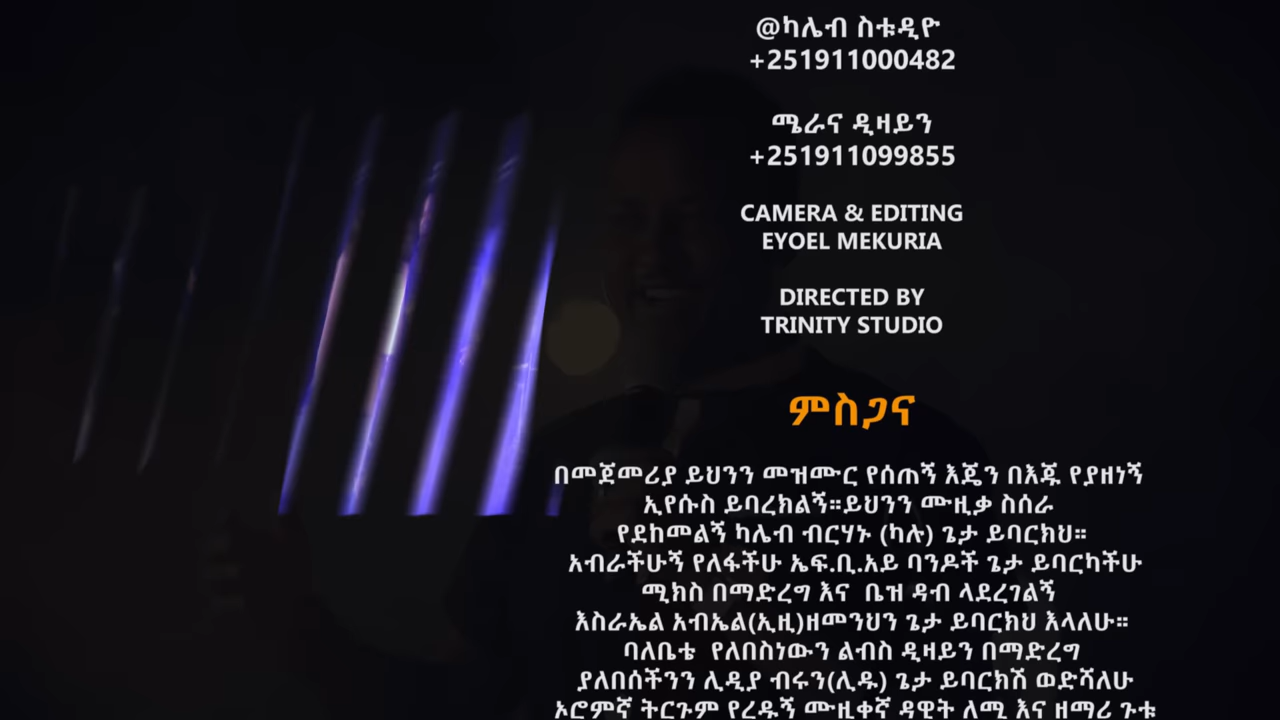 @ካሌብ ስቱዲዮ
+251911000482
ሜራና ዲዛይን
+251911099855
CAMERA & EDITING
EYOEL MEKURIA
DIRECTED BY
TRINITY STUDIO
ምስጋና
በመጀመሪያ ይህንን መዝሙር የሰጠኝ እጄን በእጁ የያዘነኝ
ኢየሱስ ይባረክልኝ።ይህንን ሙዚቃ ስሰራ
የደከመልኝ ካሌብ ብርሃኑ (ካሉ) ጌታ ይባርክህ።
አብራችሁኝ የለፋችሁ ኤፍ.ቢ.አይ ባንዶች ጌታ ይባርካችሁ
ሚክስ በማድረግ እና ቤዝ ዳብ ላደረገልኝ
እስራኤል አብኤል(ኢዚ)ዘመንህን ጌታ ይባርክህ እላለሁ።
ባለቤቴ የለበስነውን ልብስ ዲዛይን በማድረግ
ያለበሰችንን ሊዲያ ብሩን(ሊዱ) ጌታ ይባርክሽ ወድሻለሁ
ኦሮምኛ ትርጉም የረዱኝ ሙዚቀኛ ዳዊት ለሚ እና ዘማሪ ጉቱ